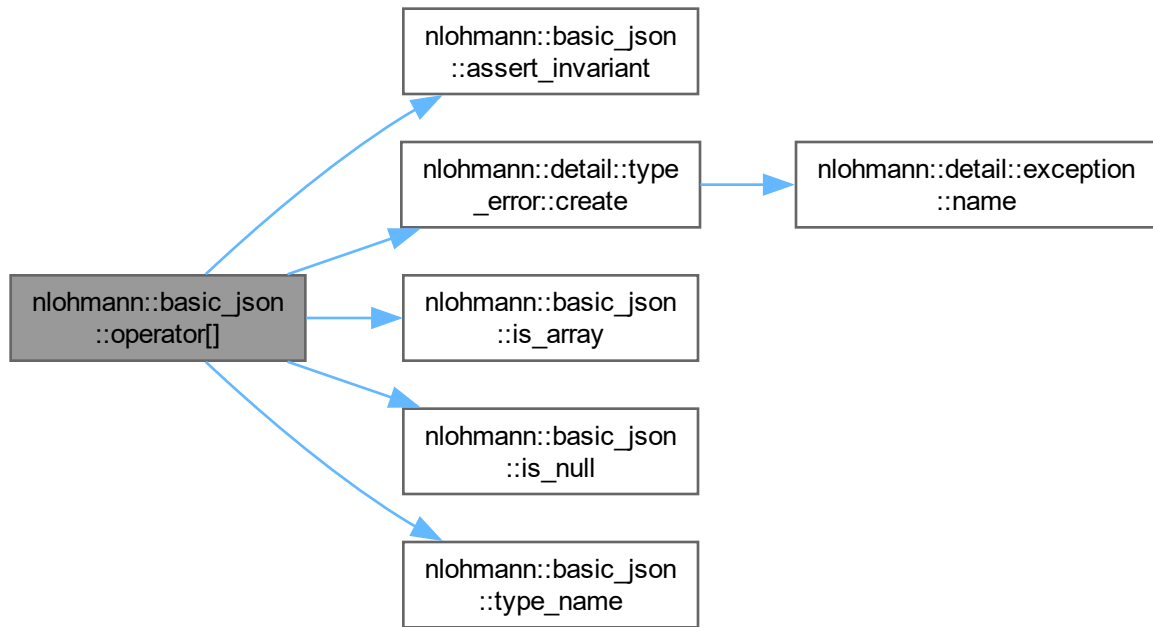 nlohmann::basic_json
::assert_invariant
nlohmann::detail::type
_error::create
nlohmann::detail::exception
::name
nlohmann::basic_json
::operator[]
nlohmann::basic_json
::is_array
nlohmann::basic_json
::is_null
nlohmann::basic_json
::type_name